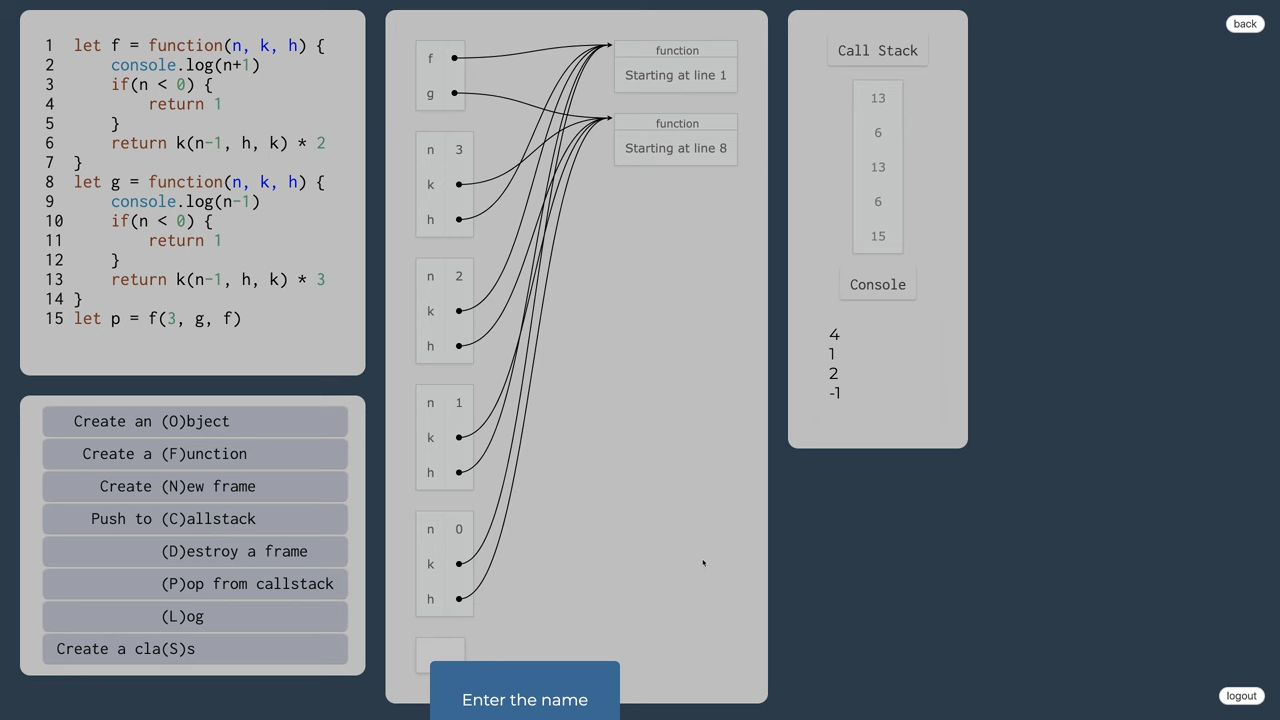 1 let f = function(n, k, h) {
2 console.log(n+1)
3 if(n < 0) {
4 return 1
5 }
6 return k(n-1, h, k) * 2
7 }
8 let g = function(n, k, h) {
9 console.log(n-1)
10 if(n < 0) {
11 return 1
12 }
13 return k(n-1, h, k) * 3
14 }
15 let p = f(3, g, f)
Create an (O)bject
Create a (F)unction
Create (N)ew frame
Push to (C)allstack
(D)estroy a frame
(P)op from callstack
(L)og
Create a cla(S)s
f
g
n 3
k
h
n 2
k
h
n 1
k
h
n 0
k
h
function
Starting at line 1
function
Starting at line 8
Enter the name
Call Stack
13
6
13
6
15
Console
4
1
2
-1
back
logout